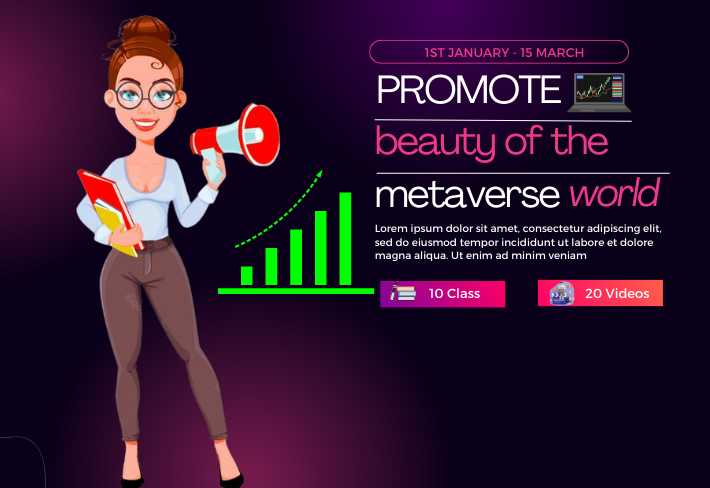 1ST JANUARY - 15 MARCH
PROMOTE
beauty of the
metaverse world
Lorem ipsum dolor sit amet, consectetur adipiscing elit,
sed do eiusmod tempor incididunt ut labore et dolore
magna aliqua. Ut enim ad minim veniam
10 Class
20 Videos